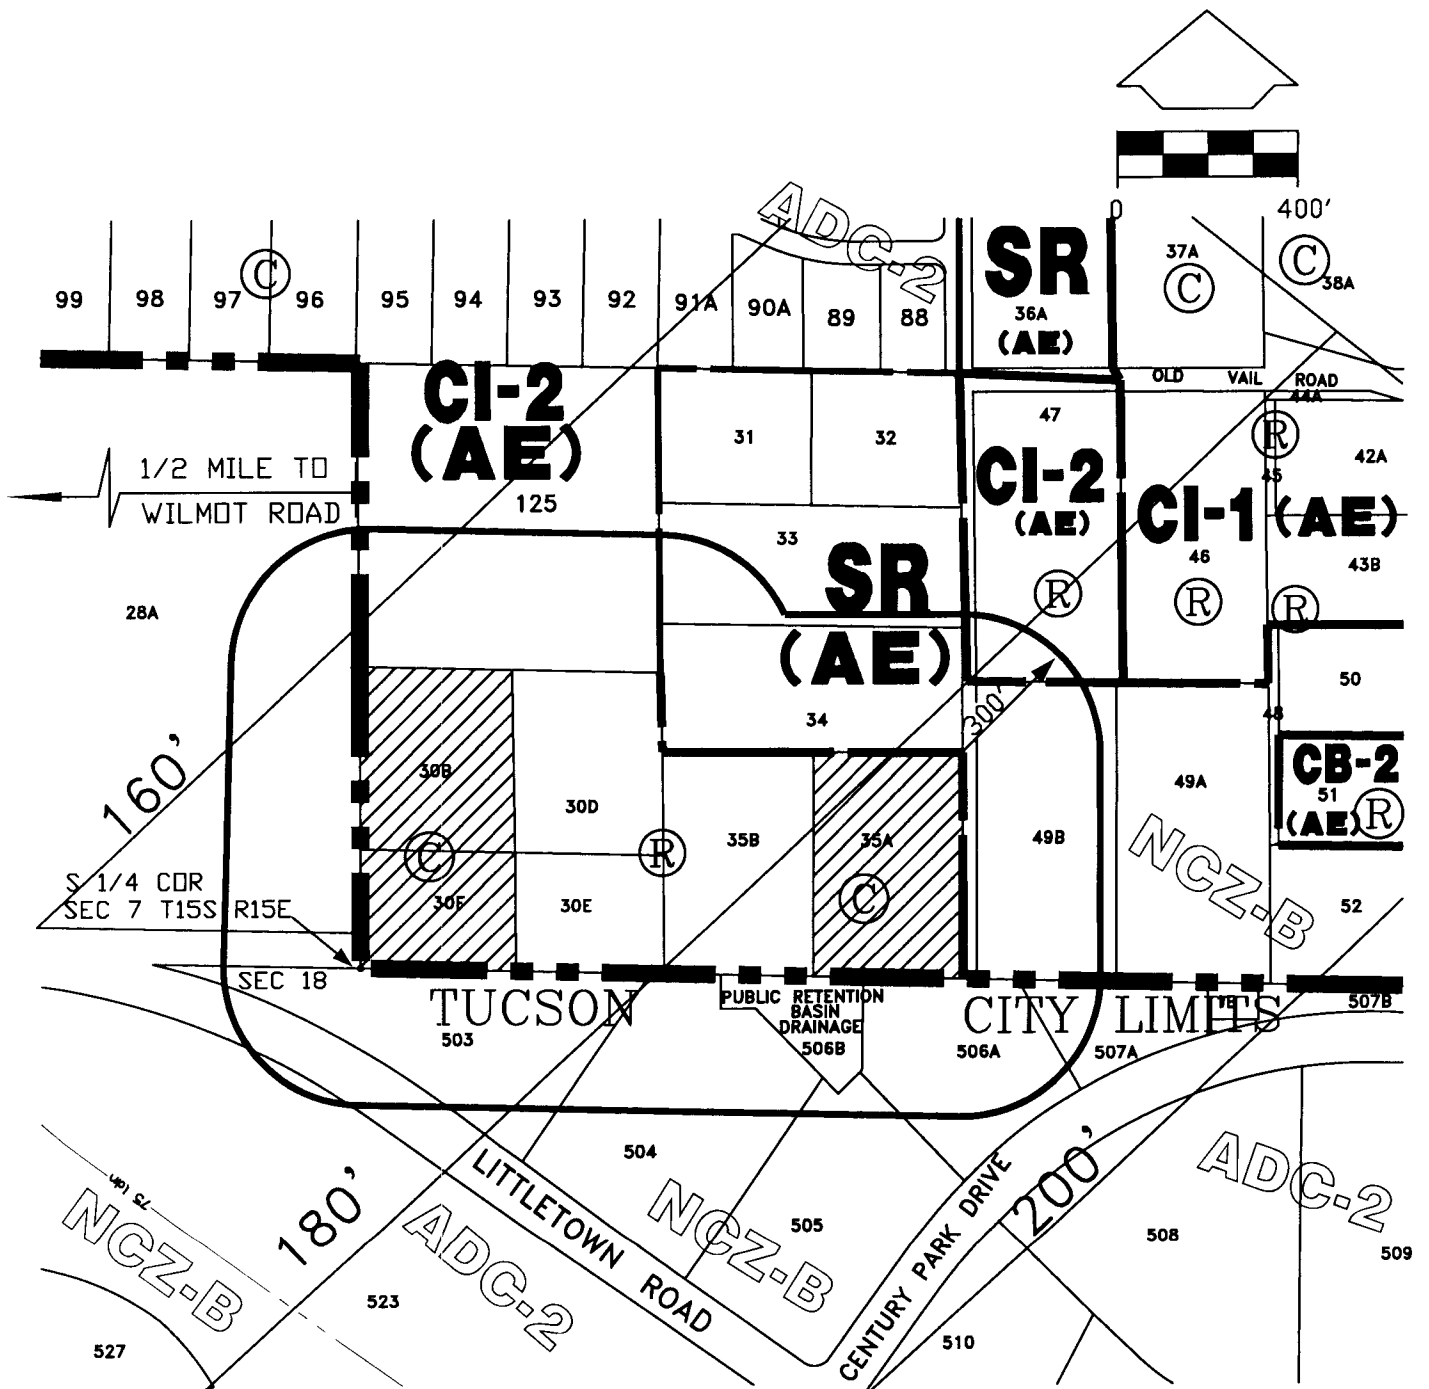 0 400'
ADC-2
SR
36A
(AE)
37A
C
C
38A
C
99 98 97 96 95 94 93 92 91A 90A 89 88
OLD VAIL ROAD
44A
CI-2
(AE)
125
31
32
47
CI-2
(AE)
R
45
42A
CI-1 (AE)
46
R
43B
R
R
1/2 MILE TO
WILMOT ROAD
28A
33
SR
(AE)
34
300'
50
48
CB-2
51
(AE)
R
160'
30B
30D
C
R
35B
35A
C
49B
49A
NCZ-B
S 1/4 COR
SEC 7 T15S R15E
30F
30E
52
SEC 18
TUCSON CITY LIMITS
PUBLIC RETENTION
BASIN
DRAINAGE
506B
503
506A
507A
507B
504
505
LITTLETOWN ROAD
CENTURY PARK DRIVE
200'
180'
75 ldn
NCZ-B
ADC-2
NCZ-B
ADC-2
508
509
523
527
510